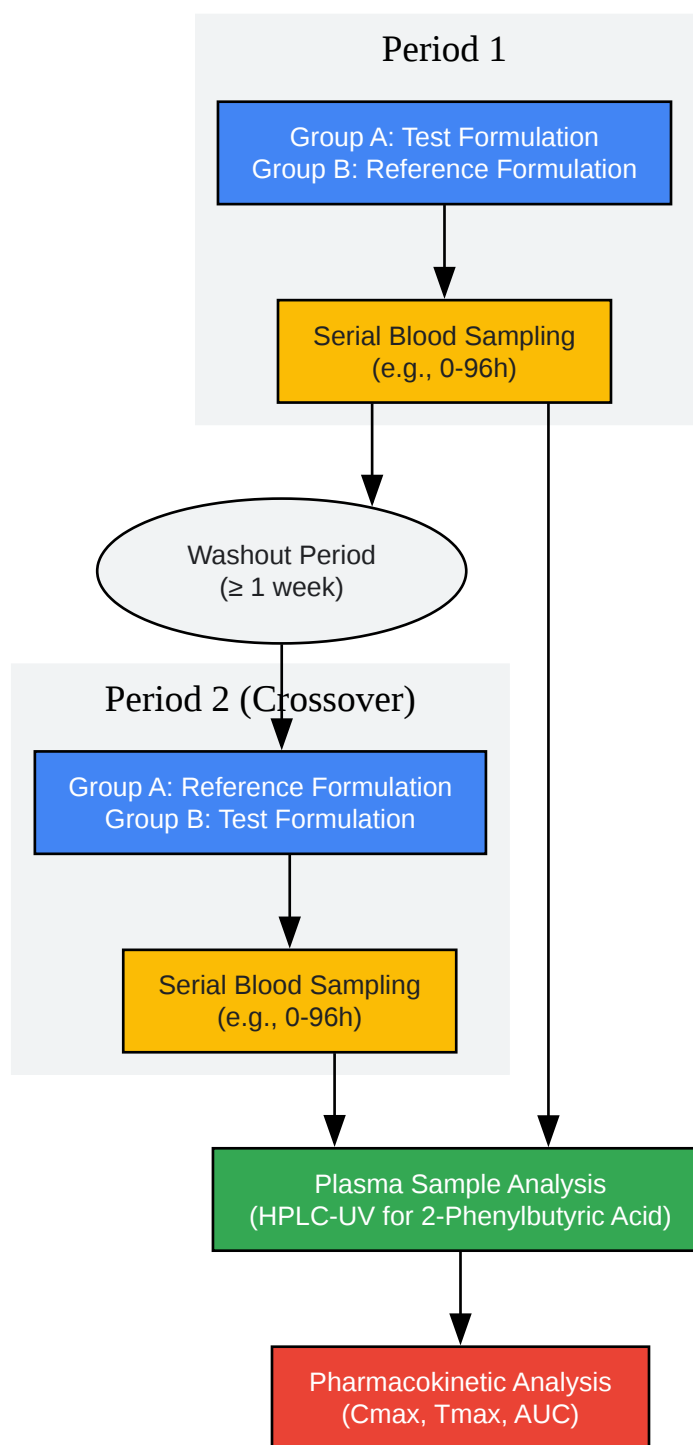 Period 1
Group A: Test Formulation
Group B: Reference Formulation
Serial Blood Sampling
(e.g., 0-96h)
Washout Period
(≥ 1 week)
Period 2 (Crossover)
Group A: Reference Formulation
Group B: Test Formulation
Serial Blood Sampling
(e.g., 0-96h)
Plasma Sample Analysis
(HPLC-UV for 2-Phenylbutyric Acid)
Pharmacokinetic Analysis
(Cmax, Tmax, AUC)